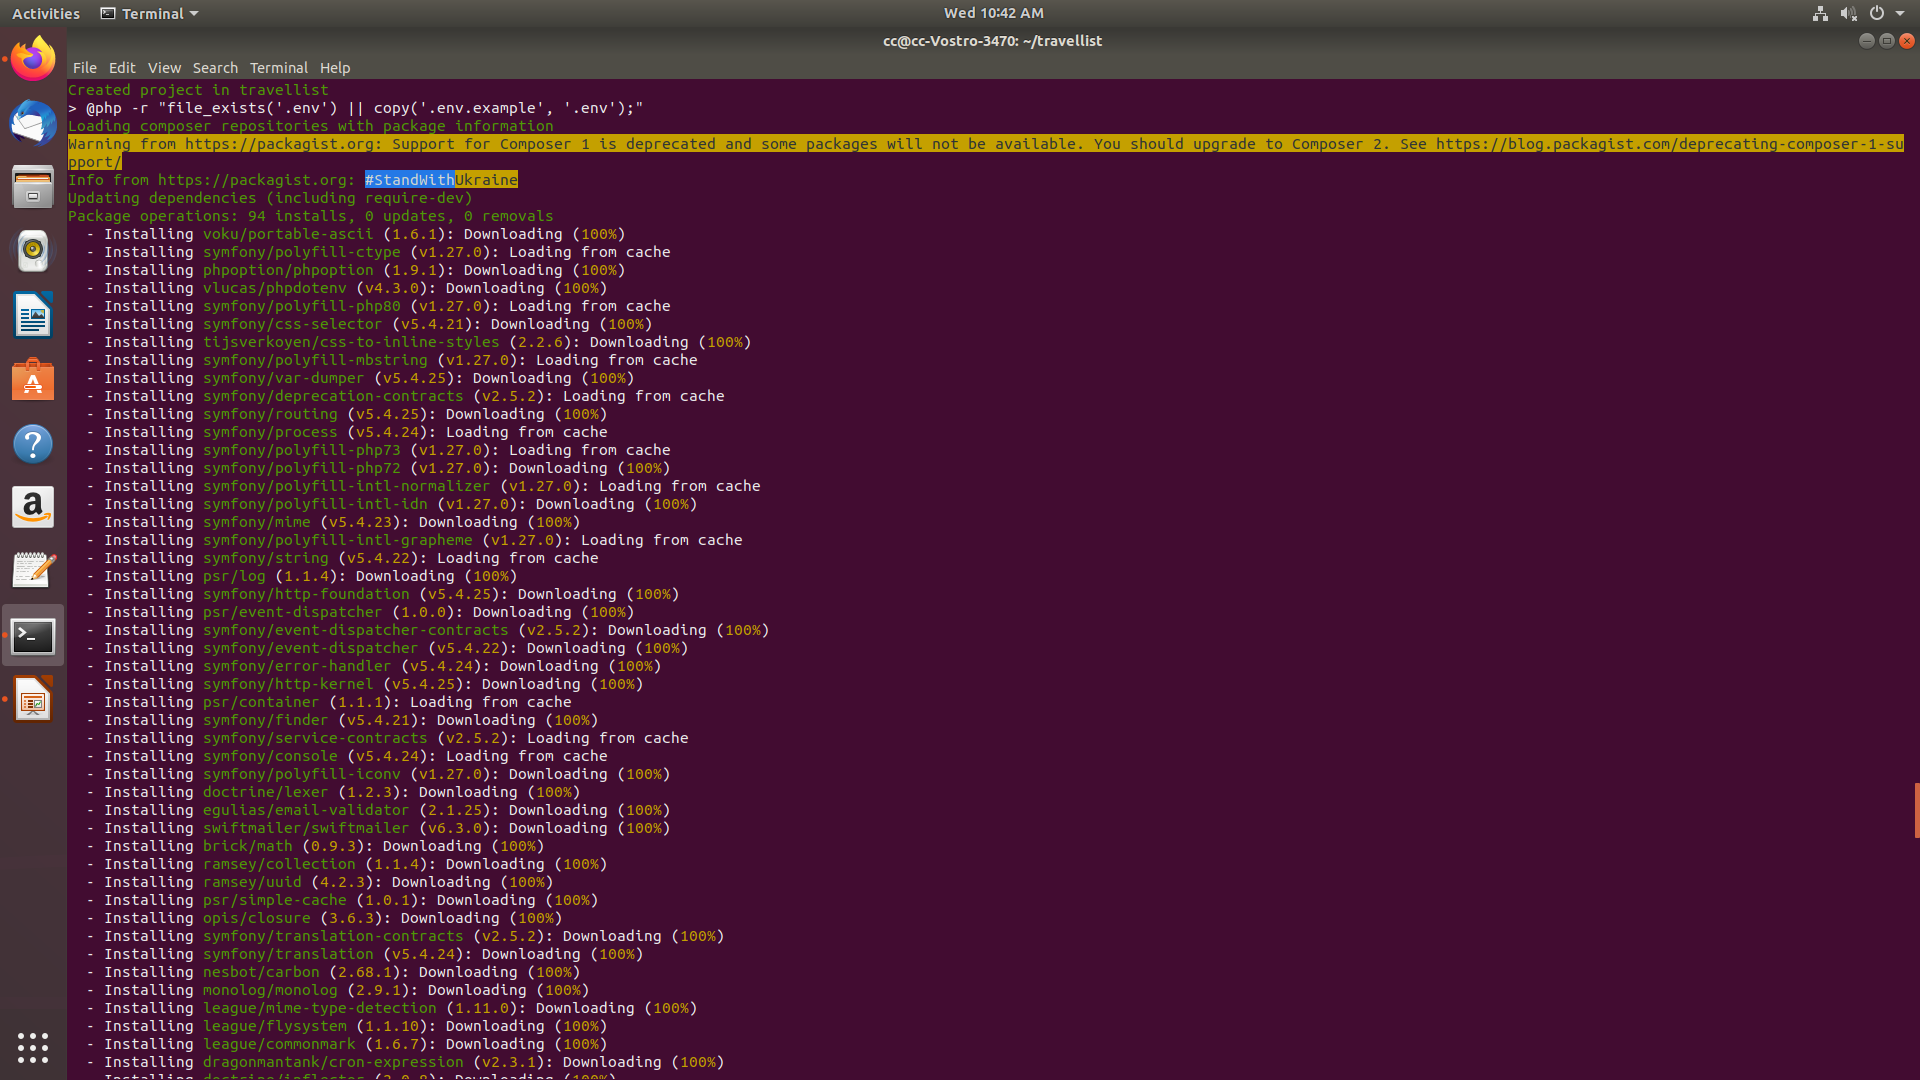 Activities Terminal Wed 10:42 AM
cc@cc-Vostro-3470: ~/travellist
File Edit View Search Terminal Help
Created project in travellist
> @php -r "file_exists('.env') || copy('.env.example', '.env');"
Loading composer repositories with package information
Warning from https://packagist.org: Support for Composer 1 is deprecated and some packages will not be available. You should upgrade to Composer 2. See https://blog.packagist.com/deprecating-composer-1-su
pport/
Info from https://packagist.org: #StandWithUkraine
Updating dependencies (including require-dev)
Package operations: 94 installs, 0 updates, 0 removals
  - Installing voku/portable-ascii (1.6.1): Downloading (100%)
  - Installing symfony/polyfill-ctype (v1.27.0): Loading from cache
  - Installing phpoption/phpoption (1.9.1): Downloading (100%)
  - Installing vlucas/phpdotenv (v4.3.0): Downloading (100%)
  - Installing symfony/polyfill-php80 (v1.27.0): Loading from cache
  - Installing symfony/css-selector (v5.4.21): Downloading (100%)
  - Installing tijsverkoyen/css-to-inline-styles (2.2.6): Downloading (100%)
  - Installing symfony/polyfill-mbstring (v1.27.0): Loading from cache
  - Installing symfony/var-dumper (v5.4.25): Downloading (100%)
  - Installing symfony/deprecation-contracts (v2.5.2): Loading from cache
  - Installing symfony/routing (v5.4.25): Downloading (100%)
  - Installing symfony/process (v5.4.24): Loading from cache
  - Installing symfony/polyfill-php73 (v1.27.0): Loading from cache
  - Installing symfony/polyfill-php72 (v1.27.0): Downloading (100%)
  - Installing symfony/polyfill-intl-normalizer (v1.27.0): Loading from cache
  - Installing symfony/polyfill-intl-idn (v1.27.0): Downloading (100%)
  - Installing symfony/mime (v5.4.23): Downloading (100%)
  - Installing symfony/polyfill-intl-grapheme (v1.27.0): Loading from cache
  - Installing symfony/string (v5.4.22): Loading from cache
  - Installing psr/log (1.1.4): Downloading (100%)
  - Installing symfony/http-foundation (v5.4.25): Downloading (100%)
  - Installing psr/event-dispatcher (1.0.0): Downloading (100%)
  - Installing symfony/event-dispatcher-contracts (v2.5.2): Downloading (100%)
  - Installing symfony/event-dispatcher (v5.4.22): Downloading (100%)
  - Installing symfony/error-handler (v5.4.24): Downloading (100%)
  - Installing symfony/http-kernel (v5.4.25): Downloading (100%)
  - Installing psr/container (1.1.1): Loading from cache
  - Installing symfony/finder (v5.4.21): Downloading (100%)
  - Installing symfony/service-contracts (v2.5.2): Loading from cache
  - Installing symfony/console (v5.4.24): Loading from cache
  - Installing symfony/polyfill-iconv (v1.27.0): Downloading (100%)
  - Installing doctrine/lexer (1.2.3): Downloading (100%)
  - Installing egulias/email-validator (2.1.25): Downloading (100%)
  - Installing swiftmailer/swiftmailer (v6.3.0): Downloading (100%)
  - Installing brick/math (0.9.3): Downloading (100%)
  - Installing ramsey/collection (1.1.4): Downloading (100%)
  - Installing ramsey/uuid (4.2.3): Downloading (100%)
  - Installing psr/simple-cache (1.0.1): Downloading (100%)
  - Installing opis/closure (3.6.3): Downloading (100%)
  - Installing symfony/translation-contracts (v2.5.2): Downloading (100%)
  - Installing symfony/translation (v5.4.24): Downloading (100%)
  - Installing nesbot/carbon (2.68.1): Downloading (100%)
  - Installing monolog/monolog (2.9.1): Downloading (100%)
  - Installing league/mime-type-detection (1.11.0): Downloading (100%)
  - Installing league/flysystem (1.1.10): Downloading (100%)
  - Installing league/commonmark (1.6.7): Downloading (100%)
  - Installing dragonmantank/cron-expression (v2.3.1): Downloading (100%)
  - Installing doctrine/inflector (2.0.8): Downloading (100%)